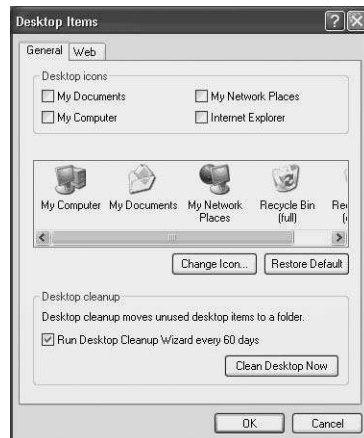 Desktop Items
General Web
Desktop icons
My Documents My Network Places
My Computer Internet Explorer
My Computer My Documents My Network Places Recycle Bin (full)
Change Icon... Restore Default
Desktop cleanup
Desktop cleanup moves unused desktop items to a folder.
Run Desktop Cleanup Wizard every 60 days
Clean Desktop Now
OK Cancel